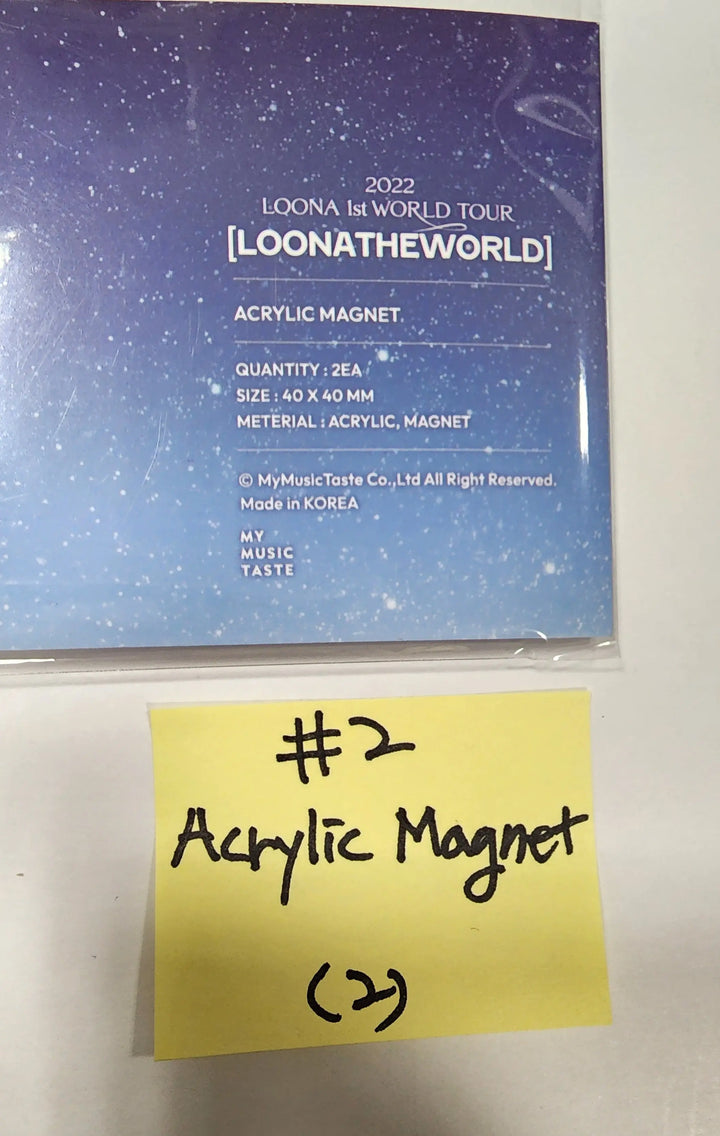 2022
LOONA 1st WORLD TOUR
[LOONATHEWORLD]
ACRYLIC MAGNET
QUANTITY : 2EA
SIZE : 40 X 40 MM
METERIAL : ACRYLIC, MAGNET
© MyMusicTaste Co.,Ltd All Right Reserved.
Made in KOREA
MY
MUSIC
TASTE
#2
Acrylic Magnet
(2)